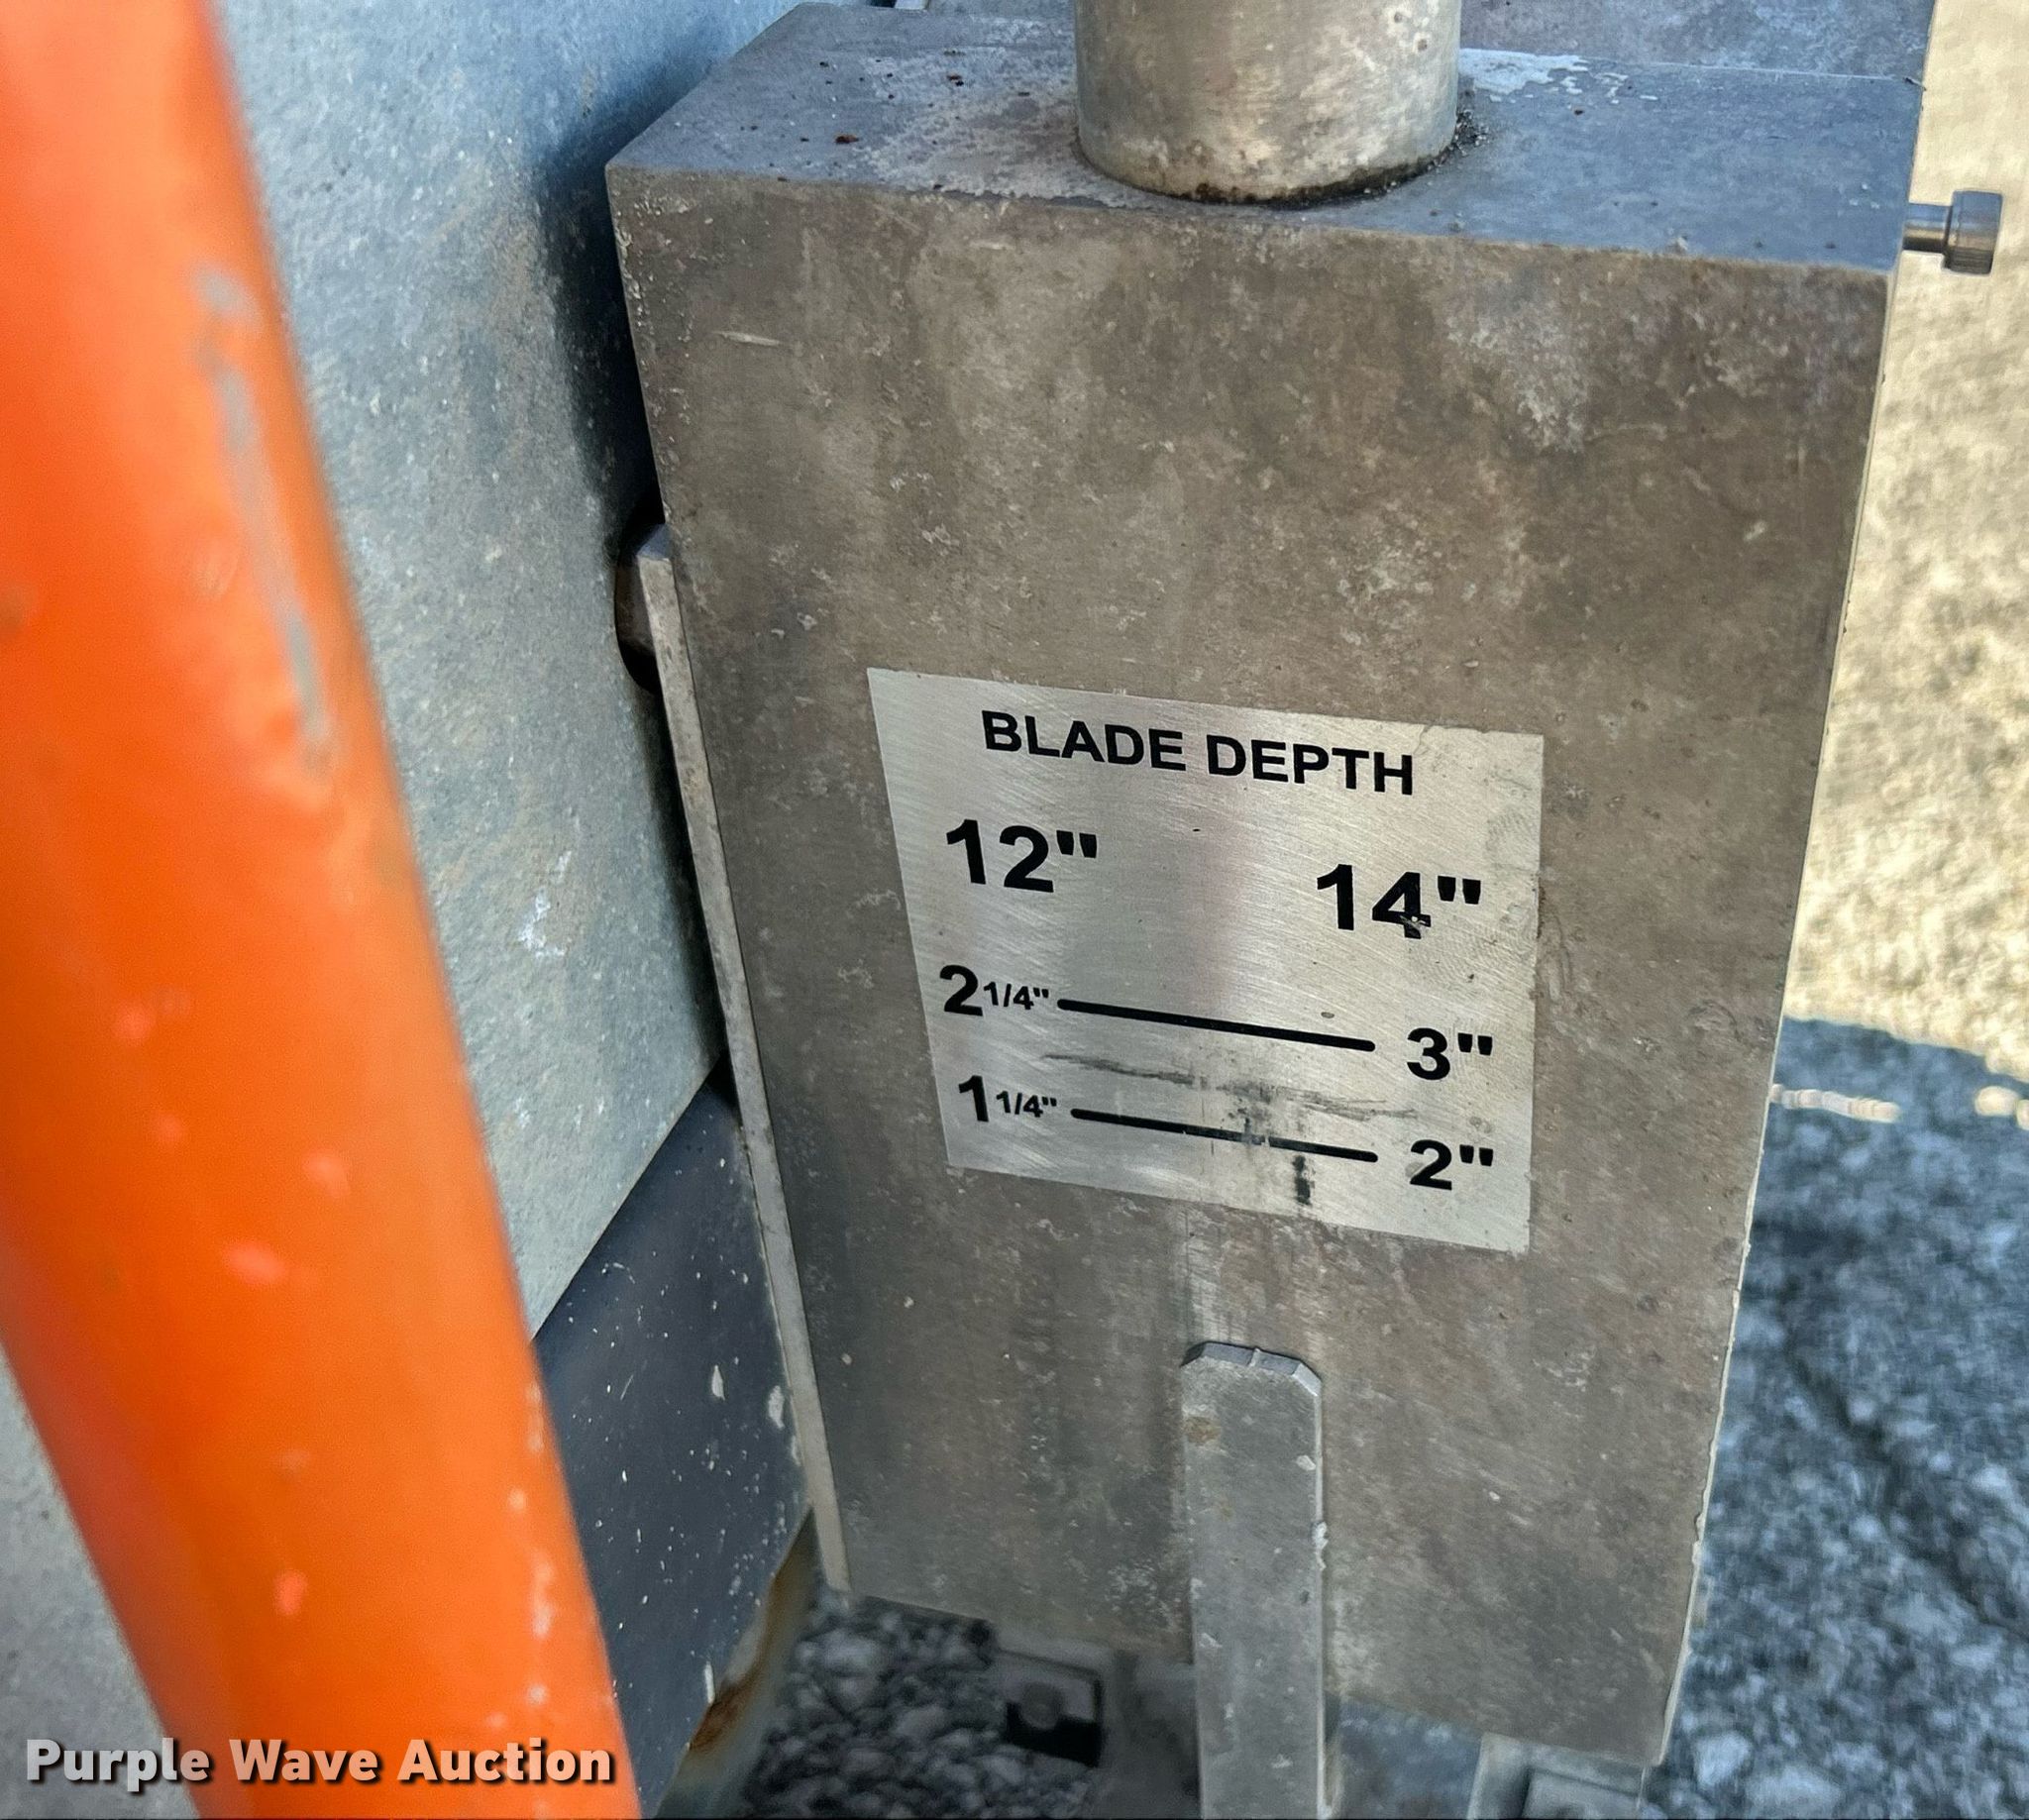 BLADE DEPTH
12" 14"
2 1/4" 3"
1 1/4" 2"
Purple Wave Auction